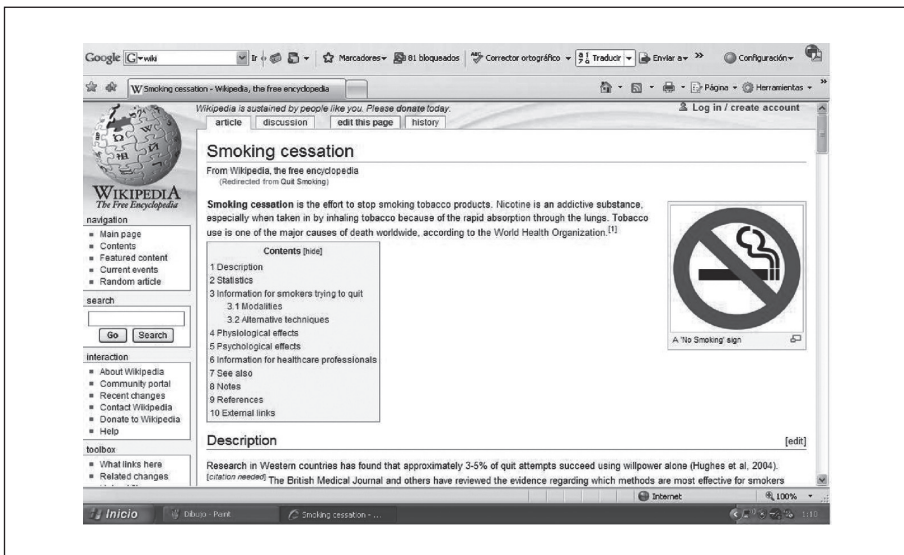 Google G wiki Ir Marcadores 81 bloqueados Corrector ortográfico Traducir Enviar a Configuración
Smoking cessation - Wikipedia, the free encyclopedia Página Herramientas
Wikipedia is sustained by people like you. Please donate today. Log in / create account
article discussion edit this page history
WIKIPEDIA
The Free Encyclopedia
navigation
Main page
Contents
Featured content
Current events
Random article
search
Go Search
interaction
About Wikipedia
Community portal
Recent changes
Contact Wikipedia
Donate to Wikipedia
Help
toolbox
What links here
Related changes
Smoking cessation
From Wikipedia, the free encyclopedia
(Redirected from Quit Smoking)
Smoking cessation is the effort to stop smoking tobacco products. Nicotine is an addictive substance,
especially when taken in by inhaling tobacco because of the rapid absorption through the lungs. Tobacco
use is one of the major causes of death worldwide, according to the World Health Organization.[1]
Contents [hide]
1 Description
2 Statistics
3 Information for smokers trying to quit
3.1 Modalities
3.2 Alternative techniques
4 Physiological effects
5 Psychological effects
6 Information for healthcare professionals
7 See also
8 Notes
9 References
10 External links
A 'No Smoking' sign
Description [edit]
Research in Western countries has found that approximately 3-5% of quit attempts succeed using willpower alone (Hughes et al, 2004).
[citation needed] The British Medical Journal and others have reviewed the evidence regarding which methods are most effective for smokers
Internet 100%
Inicio Dibujo - Paint Smoking cessation - ... 1:10